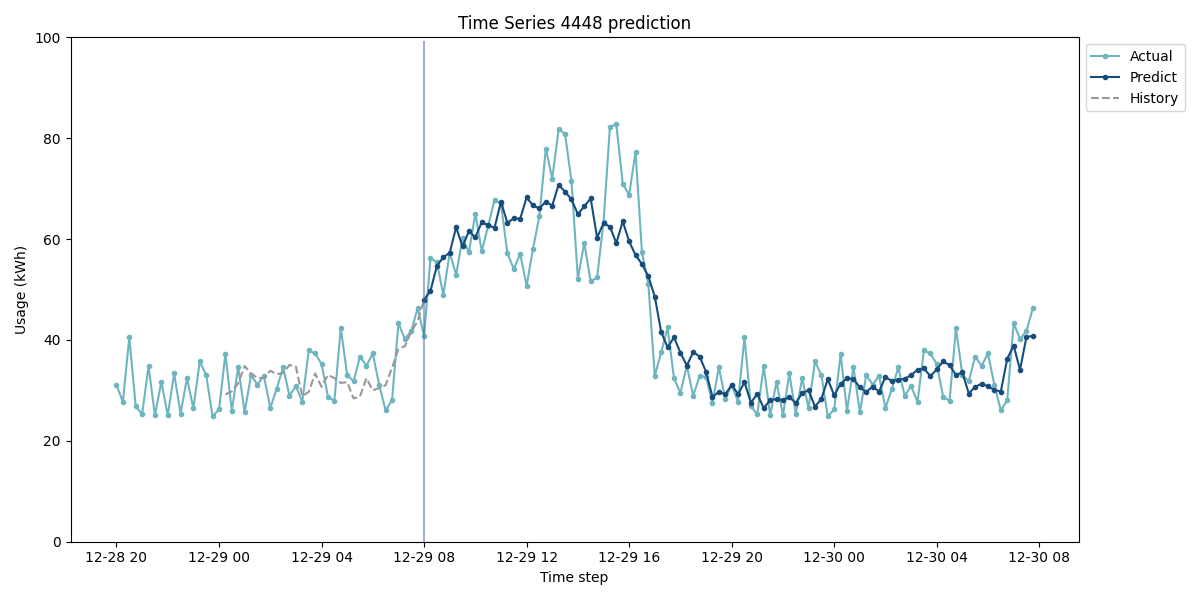 Time Series 4448 prediction
Usage (kWh)
100
80
60
40
20
0
12-28 20
12-29 00
12-29 04
12-29 08
12-29 12
12-29 16
12-29 20
12-30 00
12-30 04
12-30 08
Time step
Actual
Predict
History